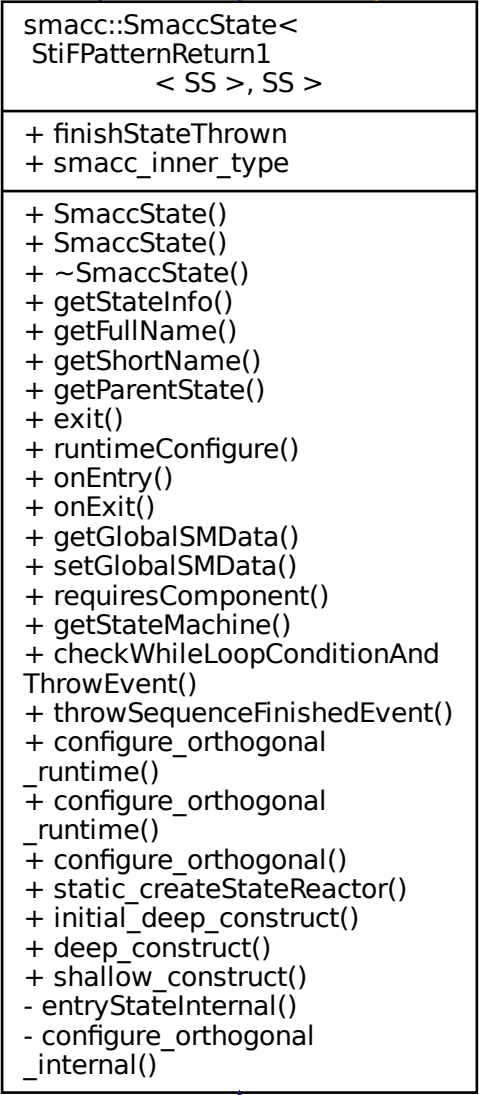 smacc::SmaccState<
StiFPatternReturn1
< SS >, SS >
+ finishStateThrown
+ smacc_inner_type
+ SmaccState()
+ SmaccState()
+ ~SmaccState()
+ getStateInfo()
+ getFullName()
+ getShortName()
+ getParentState()
+ exit()
+ runtimeConfigure()
+ onEntry()
+ onExit()
+ getGlobalSMData()
+ setGlobalSMData()
+ requiresComponent()
+ getStateMachine()
+ checkWhileLoopConditionAnd
ThrowEvent()
+ throwSequenceFinishedEvent()
+ configure_orthogonal
_runtime()
+ configure_orthogonal
_runtime()
+ configure_orthogonal()
+ static_createStateReactor()
+ initial_deep_construct()
+ deep_construct()
+ shallow_construct()
- entryStateInternal()
- configure_orthogonal
_internal()